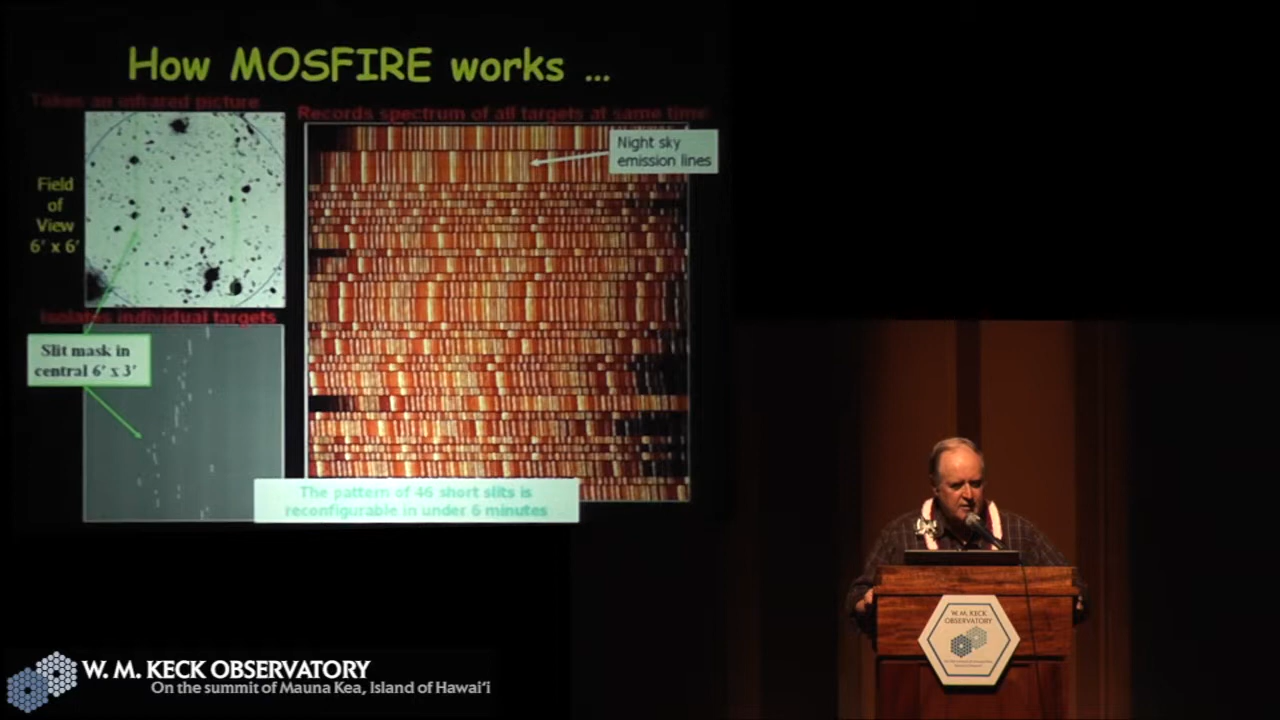 How MOSFIRE works ...
Takes an infrared picture
Records spectrum of all targets at same time
Night sky
emission lines
Field
of
View
6' x 6'
Isolates individual targets
Slit mask in
central 6' x 3'
The pattern of 46 short slits is
reconfigurable in under 6 minutes
W. M. KECK
OBSERVATORY
W. M. KECK OBSERVATORY
On the summit of Mauna Kea, Island of Hawai‘i